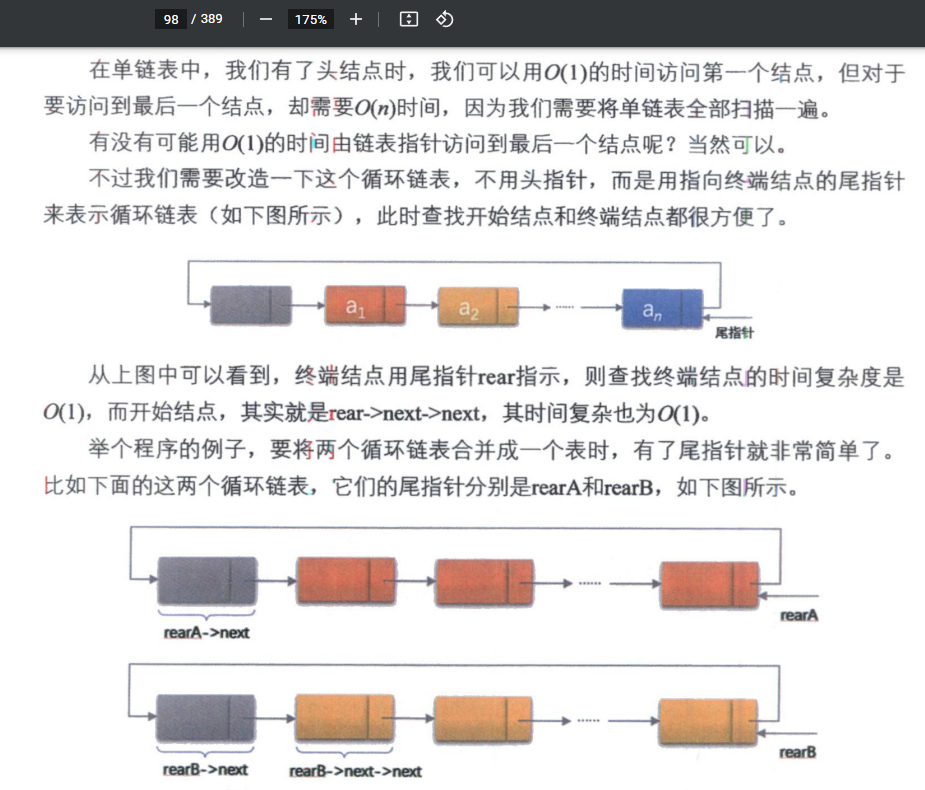 98 / 389 175%
在单链表中，我们有了头结点时，我们可以用O(1)的时间访问第一个结点，但对于
要访问到最后一个结点，却需要O(n)时间，因为我们需要将单链表全部扫描一遍。
有没有可能用O(1)的时间由链表指针访问到最后一个结点呢？当然可以。
不过我们需要改造一下这个循环链表，不用头指针，而是用指向终端结点的尾指针
来表示循环链表（如下图所示），此时查找开始结点和终端结点都很方便了。
a1 a2 ...... an
尾指针
从上图中可以看到，终端结点用尾指针rear指示，则查找终端结点的时间复杂度是
O(1)，而开始结点，其实就是rear->next->next，其时间复杂也为O(1)。
举个程序的例子，要将两个循环链表合并成一个表时，有了尾指针就非常简单了。
比如下面的这两个循环链表，它们的尾指针分别是rearA和rearB，如下图所示。
......
rearA
rearA->next
......
rearB
rearB->next rearB->next->next